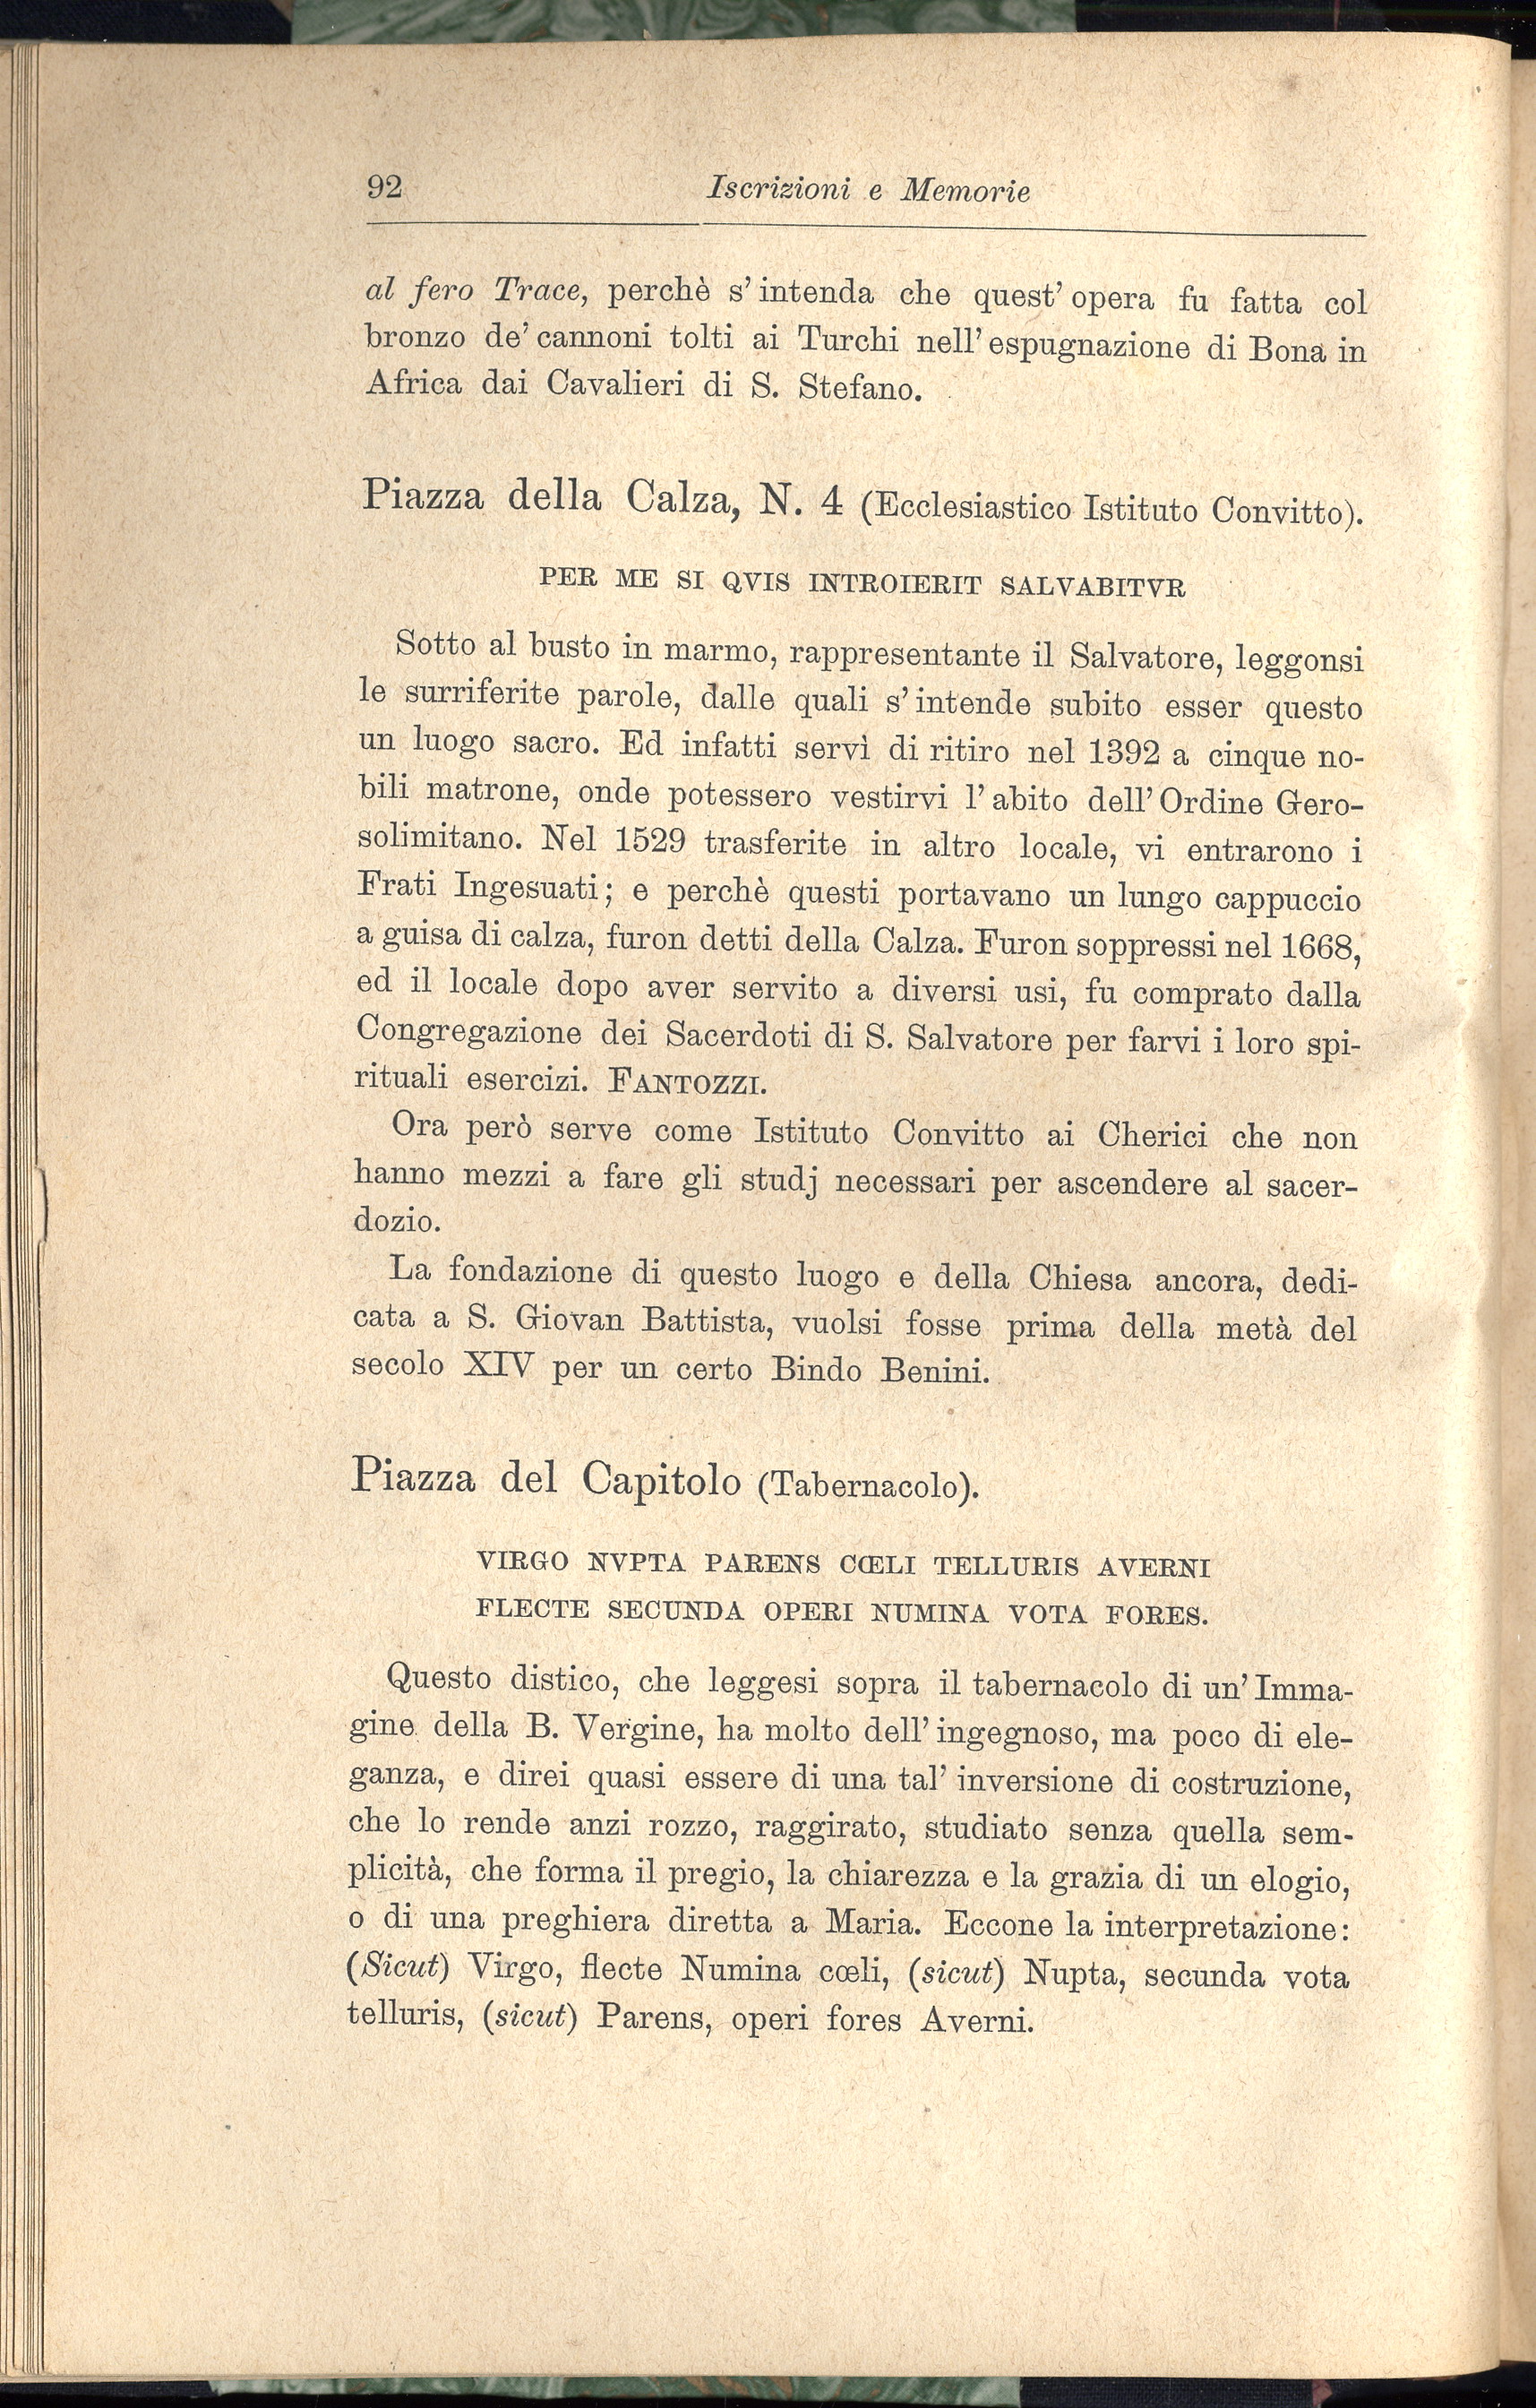 92 Iscrizioni e Memorie
al fero Trace, perchè s' intenda che quest' opera fu fatta col
bronzo de' cannoni tolti ai Turchi nell' espugnazione di Bona in
Africa dai Cavalieri di S. Stefano.
Piazza della Calza, N. 4 (Ecclesiastico Istituto Convitto).
PER ME SI QVIS INTROIERIT SALVABITVR
Sotto al busto in marmo, rappresentante il Salvatore, leggonsi
le surriferite parole, dalle quali s' intende subito esser questo
un luogo sacro. Ed infatti servì di ritiro nel 1392 a cinque no-
bili matrone, onde potessero vestirvi l' abito dell' Ordine Gero-
solimitano. Nel 1529 trasferite in altro locale, vi entrarono i
Frati Ingesuati; e perchè questi portavano un lungo cappuccio
a guisa di calza, furon detti della Calza. Furon soppressi nel 1668,
ed il locale dopo aver servito a diversi usi, fu comprato dalla
Congregazione dei Sacerdoti di S. Salvatore per farvi i loro spi-
rituali esercizi. FANTOZZI.
Ora però serve come Istituto Convitto ai Cherici che non
hanno mezzi a fare gli studj necessari per ascendere al sacer-
dozio.
La fondazione di questo luogo e della Chiesa ancora, dedi-
cata a S. Giovan Battista, vuolsi fosse prima della metà del
secolo XIV per un certo Bindo Benini.
Piazza del Capitolo (Tabernacolo).
VIRGO NVPTA PARENS CŒLI TELLURIS AVERNI
FLECTE SECUNDA OPERI NUMINA VOTA FORES.
Questo distico, che leggesi sopra il tabernacolo di un' Imma-
gine della B. Vergine, ha molto dell' ingegnoso, ma poco di ele-
ganza, e direi quasi essere di una tal' inversione di costruzione,
che lo rende anzi rozzo, raggirato, studiato senza quella sem-
plicità, che forma il pregio, la chiarezza e la grazia di un elogio,
o di una preghiera diretta a Maria. Eccone la interpretazione:
(Sicut) Virgo, flecte Numina cœli, (sicut) Nupta, secunda vota
telluris, (sicut) Parens, operi fores Averni.